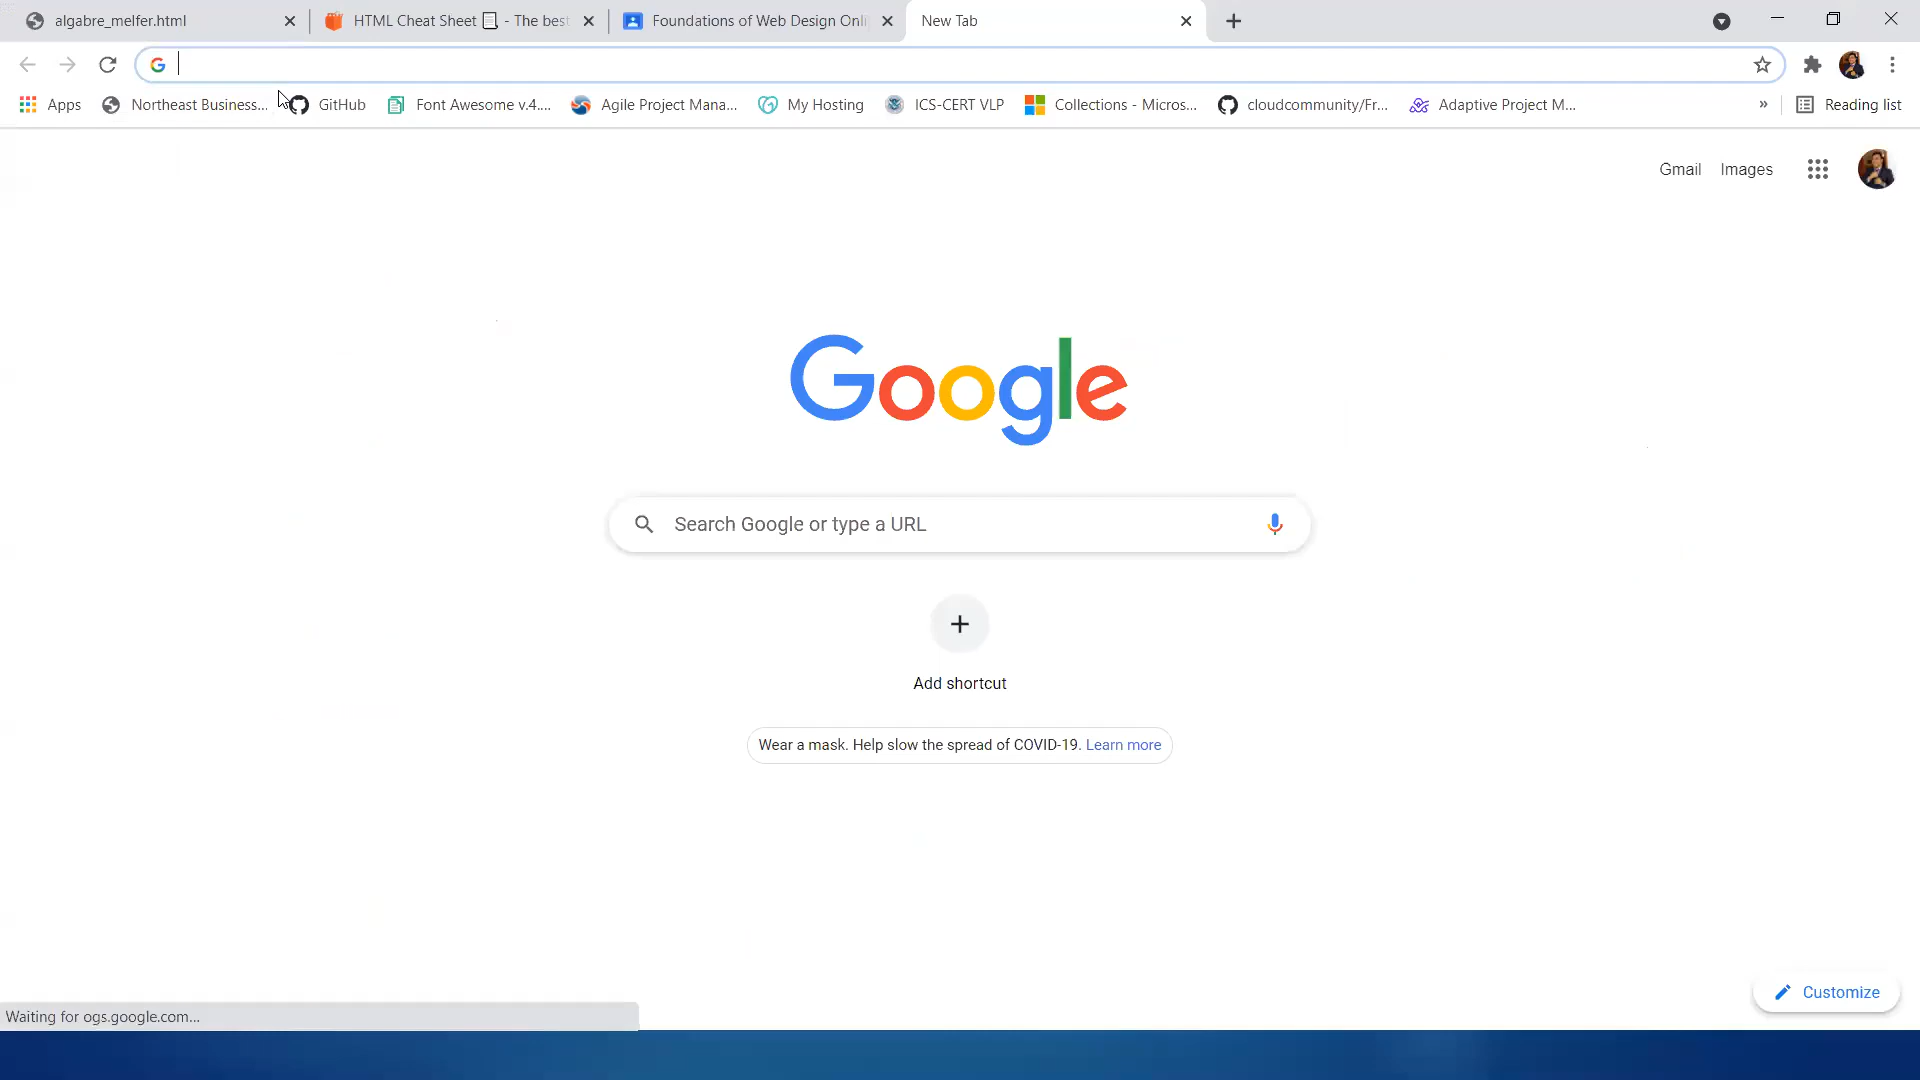 algabre_melfer.html
HTML Cheat Sheet 📃 - The best
Foundations of Web Design Onli
New Tab
Apps
Northeast Business...
GitHub
Font Awesome v.4....
Agile Project Mana...
My Hosting
ICS-CERT VLP
Collections - Micros...
cloudcommunity/Fr...
Adaptive Project M...
»
Reading list
Gmail
Images
Google
Search Google or type a URL
Add shortcut
Wear a mask. Help slow the spread of COVID-19. Learn more
Customize
Waiting for ogs.google.com...